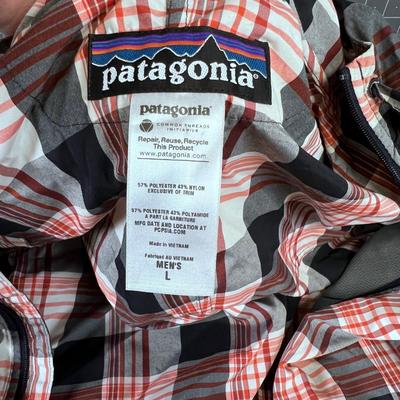 patagonia®
patagonia®
COMMON THREADS
INITIATIVE
Repair, Reuse, Recycle
This Product
www.patagonia.com
57% POLYESTER 43% NYLON
EXCLUSIVE OF TRIM
57% POLYESTER 43% POLYAMIDE
A PART LA GARNITURE
MFG DATE AND LOCATION AT
PCPSIA.COM
Made in VIETNAM
Fabriqué AU VIETNAM
MEN'S
L